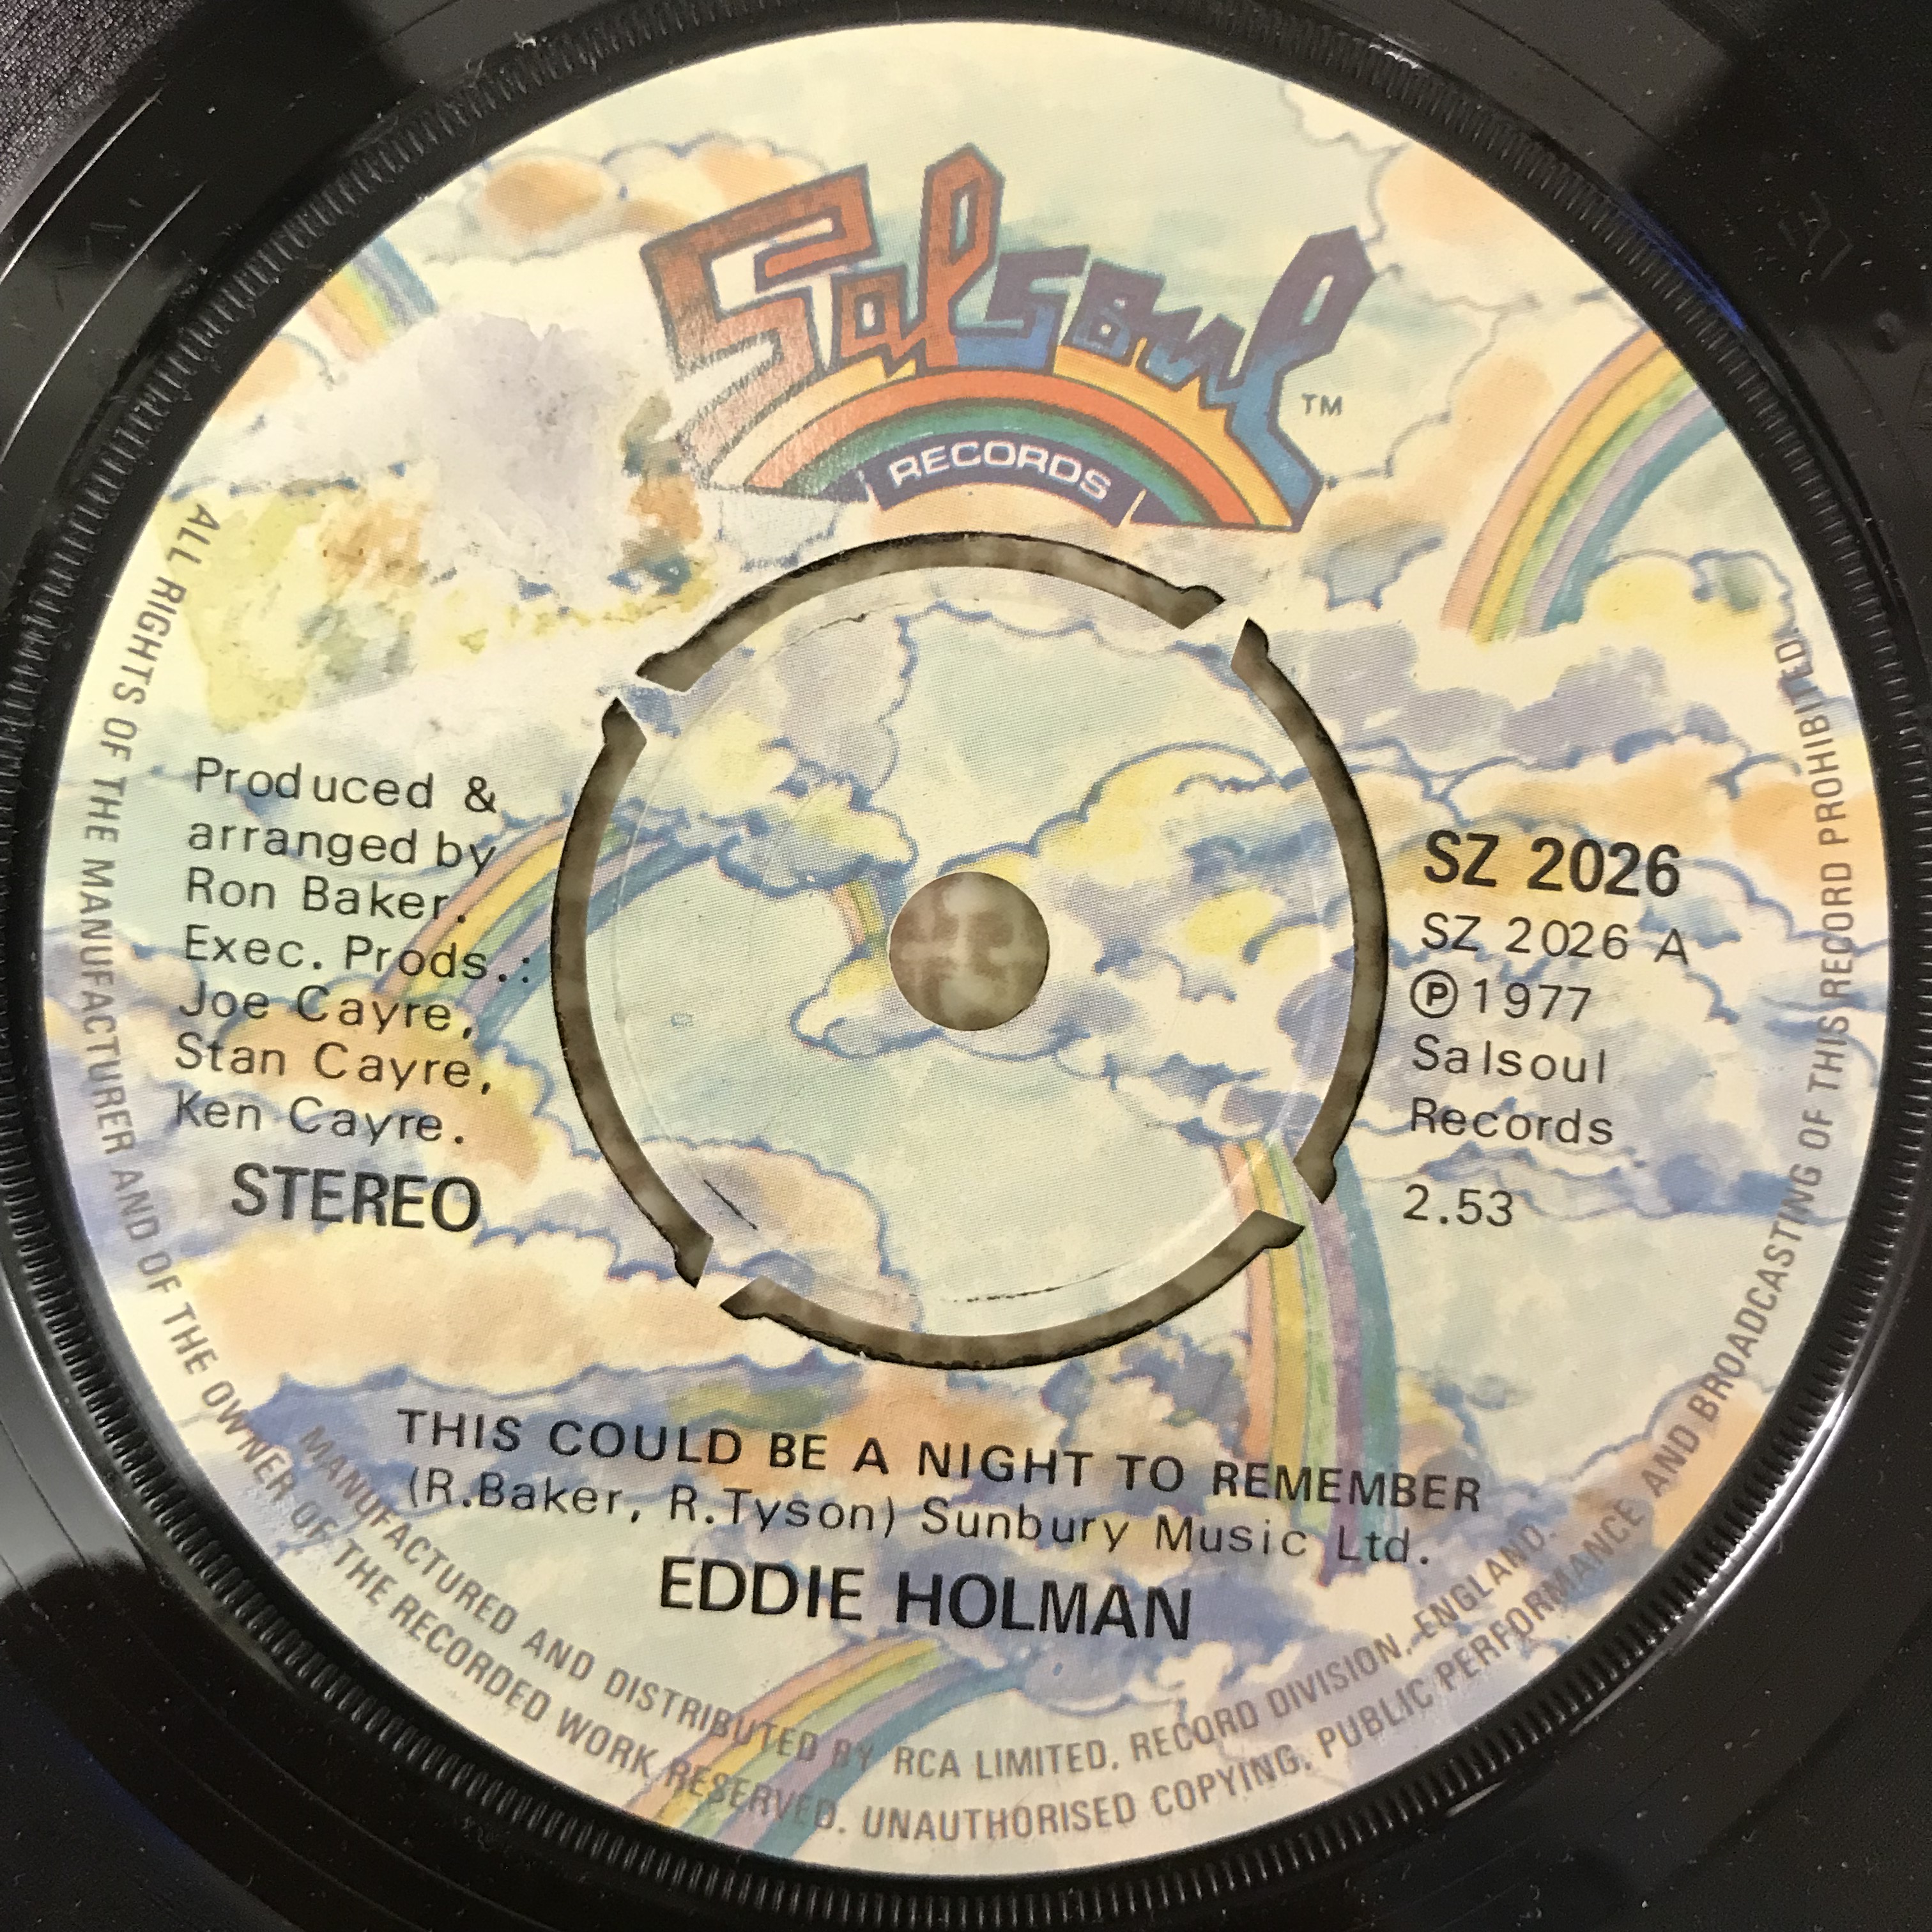 Salsoul
TM
RECORDS
Produced &
arranged by
Ron Baker.
Exec. Prods.:
Joe Cayre,
Stan Cayre,
Ken Cayre.
STEREO
SZ 2026
SZ 2026 A
Ⓟ1977
Salsoul
Records
2.53
THIS COULD BE A NIGHT TO REMEMBER
(R.Baker, R.Tyson) Sunbury Music Ltd.
EDDIE HOLMAN
MANUFACTURED AND DISTRIBUTED BY RCA LIMITED, RECORD DIVISION, ENGLAND.
ALL RIGHTS OF THE MANUFACTURER AND OF THE OWNER OF THE RECORDED WORK RESERVED. UNAUTHORISED COPYING, PUBLIC PERFORMANCE AND BROADCASTING OF THIS RECORD PROHIBITED.